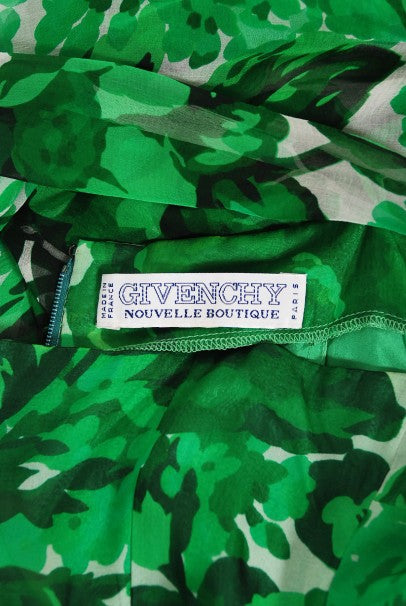 MADE IN
FRANCE
GIVENCHY
NOUVELLE BOUTIQUE
PARIS